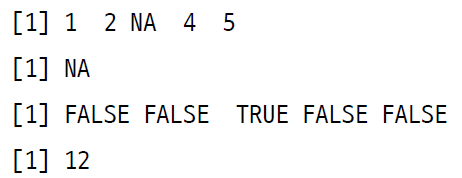 [1] 1 2 NA 4 5
[1] NA
[1] FALSE FALSE TRUE FALSE FALSE
[1] 12